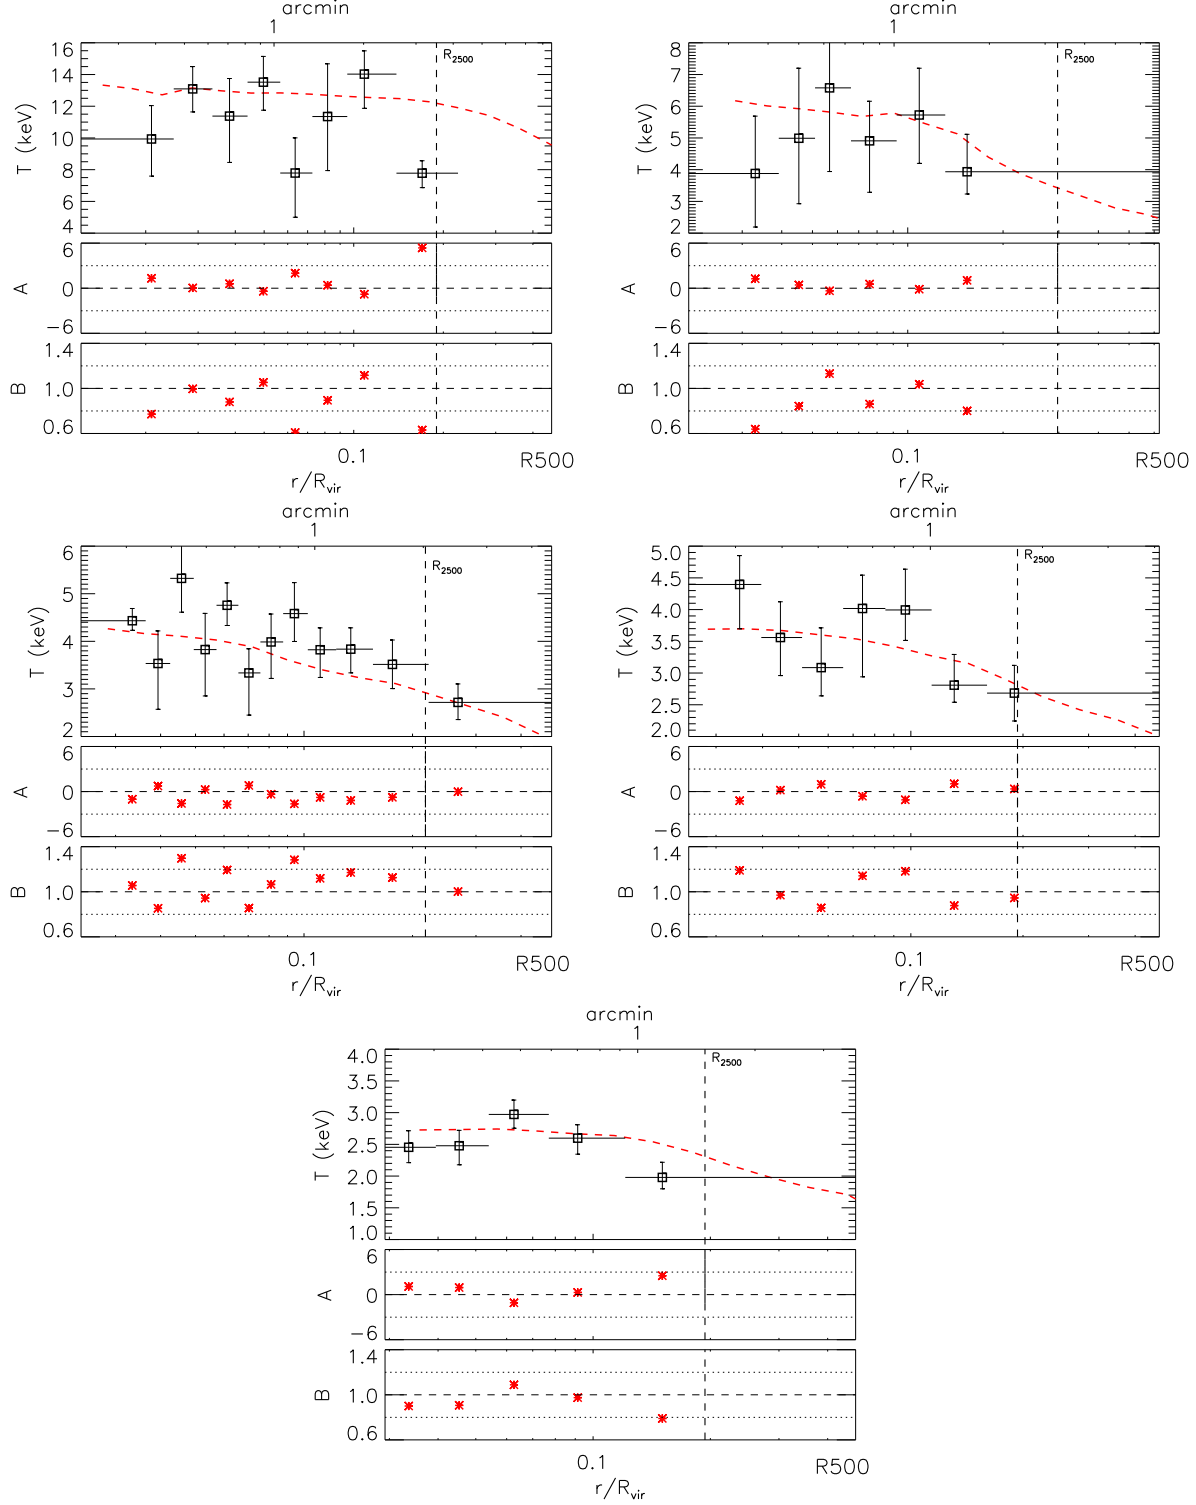 arcmin
1
16
14
12
10
8
6
4
T (keV)
R2500
6
0
−6
A
1.4
1.0
0.6
B
0.1
R500
r/Rvir
arcmin
1
8
7
6
5
4
3
2
T (keV)
R2500
6
0
−6
A
1.4
1.0
0.6
B
0.1
R500
r/Rvir
arcmin
1
6
5
4
3
2
T (keV)
R2500
6
0
−6
A
1.4
1.0
0.6
B
0.1
R500
r/Rvir
arcmin
1
5.0
4.5
4.0
3.5
3.0
2.5
2.0
T (keV)
R2500
6
0
−6
A
1.4
1.0
0.6
B
0.1
R500
r/Rvir
arcmin
1
4.0
3.5
3.0
2.5
2.0
1.5
1.0
T (keV)
R2500
6
0
−6
A
1.4
1.0
0.6
B
0.1
R500
r/Rvir